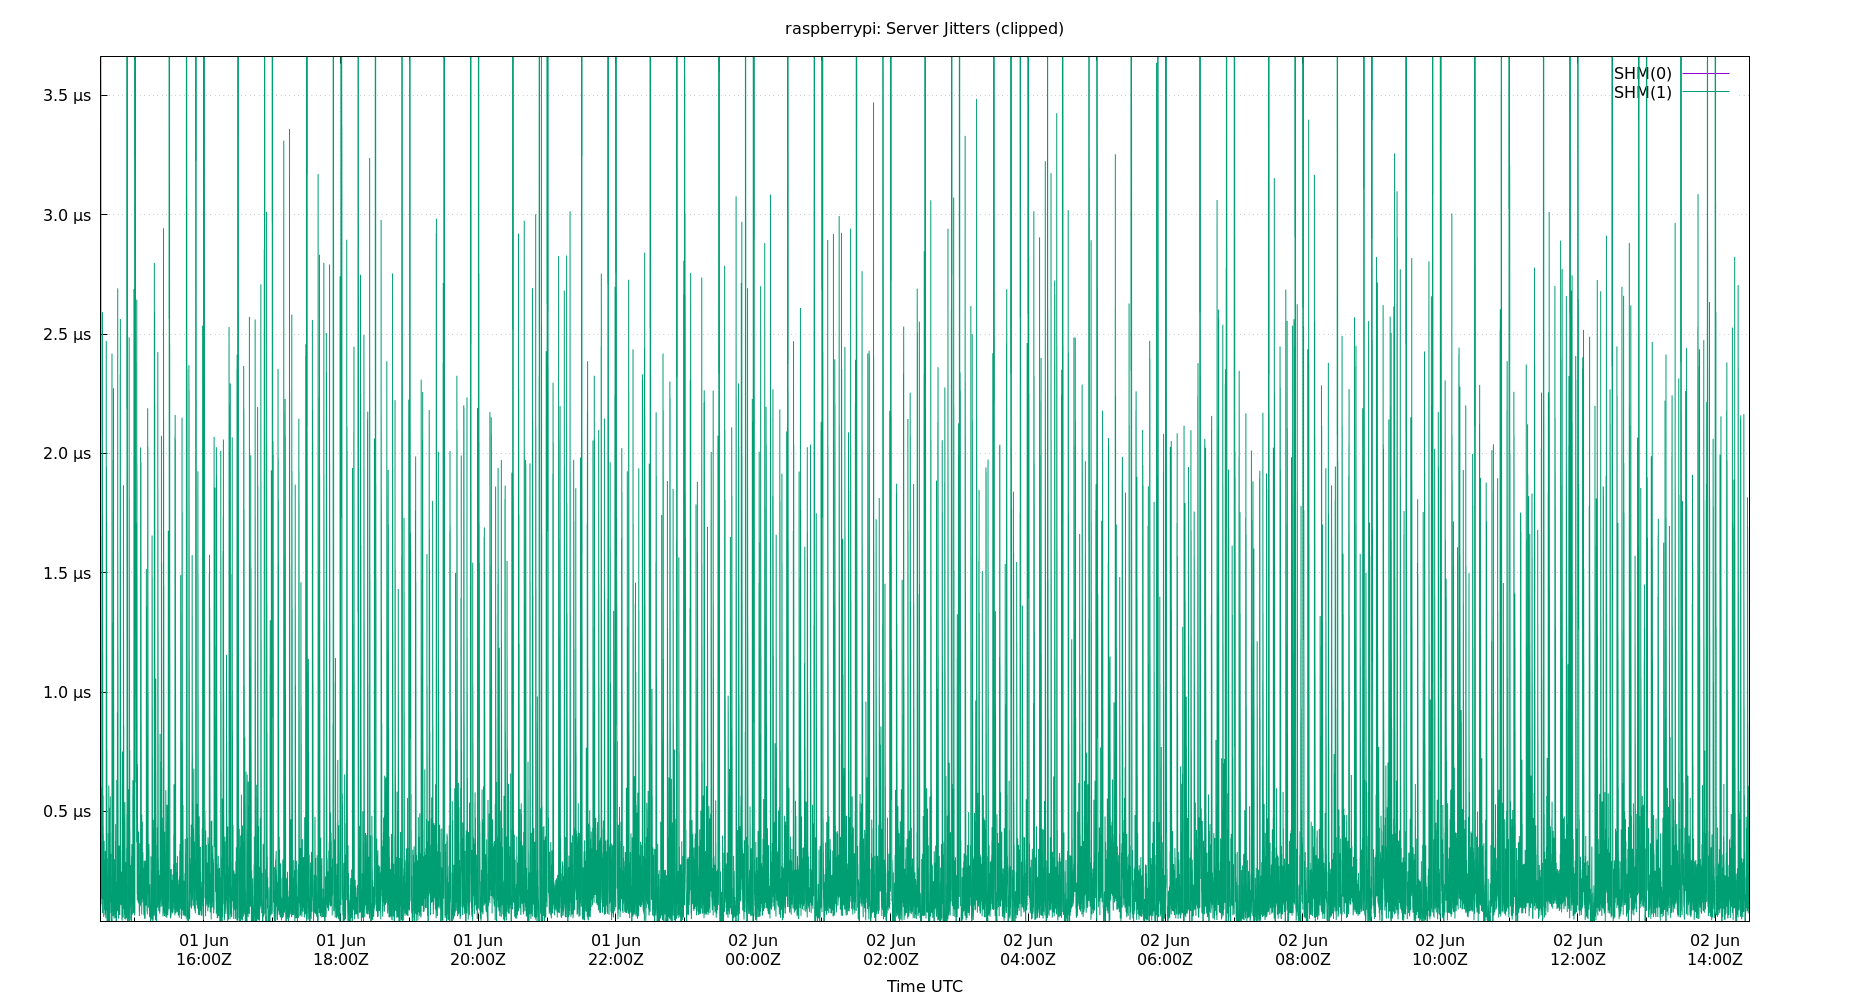 raspberrypi: Server Jitters (clipped)
SHM(0)
SHM(1)
3.5 µs
3.0 µs
2.5 µs
2.0 µs
1.5 µs
1.0 µs
0.5 µs
01 Jun 01 Jun 01 Jun 01 Jun 02 Jun 02 Jun 02 Jun 02 Jun 02 Jun 02 Jun 02 Jun 02 Jun
16:00Z 18:00Z 20:00Z 22:00Z 00:00Z 02:00Z 04:00Z 06:00Z 08:00Z 10:00Z 12:00Z 14:00Z
Time UTC